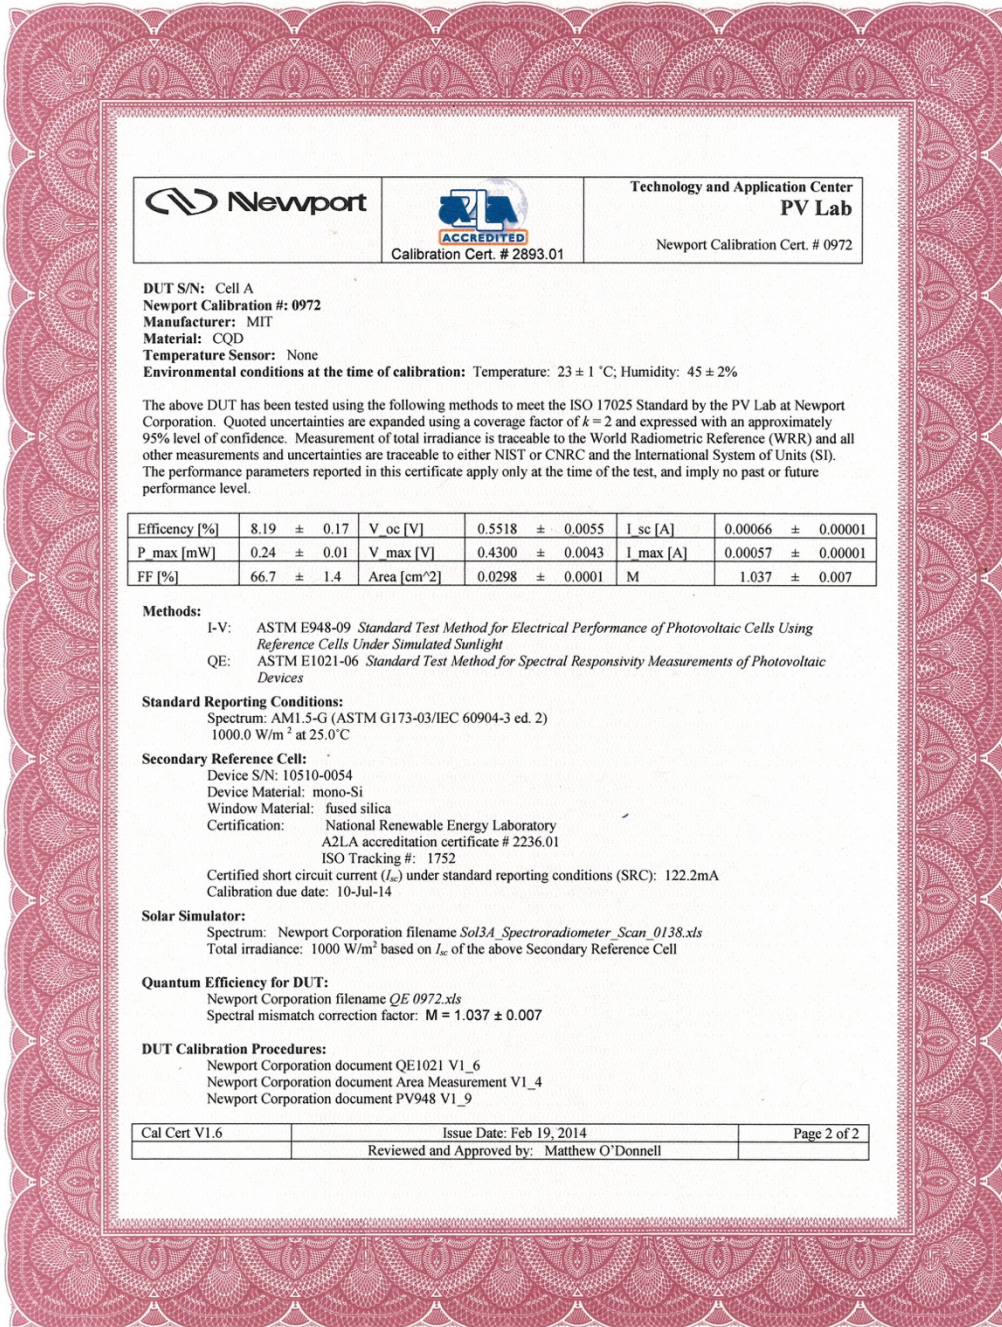 Newport
A2LA
ACCREDITED
Calibration Cert. # 2893.01
Technology and Application Center
PV Lab
Newport Calibration Cert. # 0972
DUT S/N: Cell A
Newport Calibration #: 0972
Manufacturer: MIT
Material: CQD
Temperature Sensor: None
Environmental conditions at the time of calibration: Temperature: 23 ± 1 ˚C; Humidity: 45 ± 2%
The above DUT has been tested using the following methods to meet the ISO 17025 Standard by the PV Lab at Newport
Corporation. Quoted uncertainties are expanded using a coverage factor of k = 2 and expressed with an approximately
95% level of confidence. Measurement of total irradiance is traceable to the World Radiometric Reference (WRR) and all
other measurements and uncertainties are traceable to either NIST or CNRC and the International System of Units (SI).
The performance parameters reported in this certificate apply only at the time of the test, and imply no past or future
performance level.
Efficency [%] 8.19 ± 0.17 V_oc [V] 0.5518 ± 0.0055 I_sc [A] 0.00066 ± 0.00001
P_max [mW] 0.24 ± 0.01 V_max [V] 0.4300 ± 0.0043 I_max [A] 0.00057 ± 0.00001
FF [%] 66.7 ± 1.4 Area [cm^2] 0.0298 ± 0.0001 M 1.037 ± 0.007
Methods:
I-V: ASTM E948-09 Standard Test Method for Electrical Performance of Photovoltaic Cells Using
Reference Cells Under Simulated Sunlight
QE: ASTM E1021-06 Standard Test Method for Spectral Responsivity Measurements of Photovoltaic
Devices
Standard Reporting Conditions:
Spectrum: AM1.5-G (ASTM G173-03/IEC 60904-3 ed. 2)
1000.0 W/m ² at 25.0˚C
Secondary Reference Cell:
Device S/N: 10510-0054
Device Material: mono-Si
Window Material: fused silica
Certification: National Renewable Energy Laboratory
A2LA accreditation certificate # 2236.01
ISO Tracking #: 1752
Certified short circuit current (Isc) under standard reporting conditions (SRC): 122.2mA
Calibration due date: 10-Jul-14
Solar Simulator:
Spectrum: Newport Corporation filename Sol3A_Spectroradiometer_Scan_0138.xls
Total irradiance: 1000 W/m² based on Isc of the above Secondary Reference Cell
Quantum Efficiency for DUT:
Newport Corporation filename QE 0972.xls
Spectral mismatch correction factor: M = 1.037 ± 0.007
DUT Calibration Procedures:
Newport Corporation document QE1021 V1_6
Newport Corporation document Area Measurement V1_4
Newport Corporation document PV948 V1_9
Cal Cert V1.6 Issue Date: Feb 19, 2014 Page 2 of 2
Reviewed and Approved by: Matthew O'Donnell